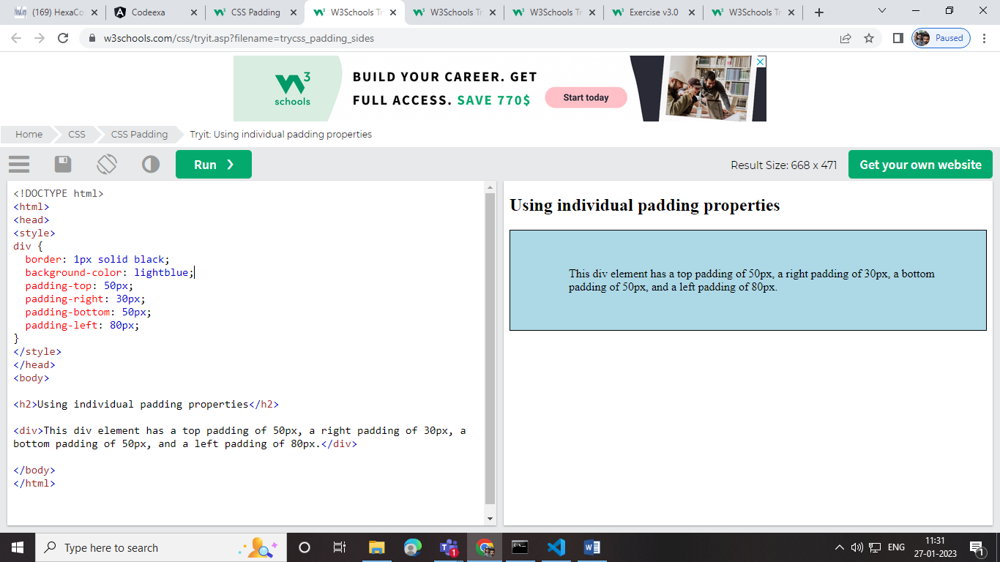 (169) HexaCo
Codeexa
CSS Padding
W3Schools Tr
W3Schools Tr
W3Schools Tr
Exercise v3.0
W3Schools Tr
w3schools.com/css/tryit.asp?filename=trycss_padding_sides
Paused
3
schools
BUILD YOUR CAREER. GET
FULL ACCESS. SAVE 770$
Start today
Home
CSS
CSS Padding
Tryit: Using individual padding properties
Run ❯
Result Size: 668 x 471
Get your own website
<!DOCTYPE html>
<html>
<head>
<style>
div {
  border: 1px solid black;
  background-color: lightblue;
  padding-top: 50px;
  padding-right: 30px;
  padding-bottom: 50px;
  padding-left: 80px;
}
</style>
</head>
<body>
<h2>Using individual padding properties</h2>
<div>This div element has a top padding of 50px, a right padding of 30px, a
bottom padding of 50px, and a left padding of 80px.</div>
</body>
</html>
Using individual padding properties
This div element has a top padding of 50px, a right padding of 30px, a bottom
padding of 50px, and a left padding of 80px.
Type here to search
1
ENG
11:31
27-01-2023
1